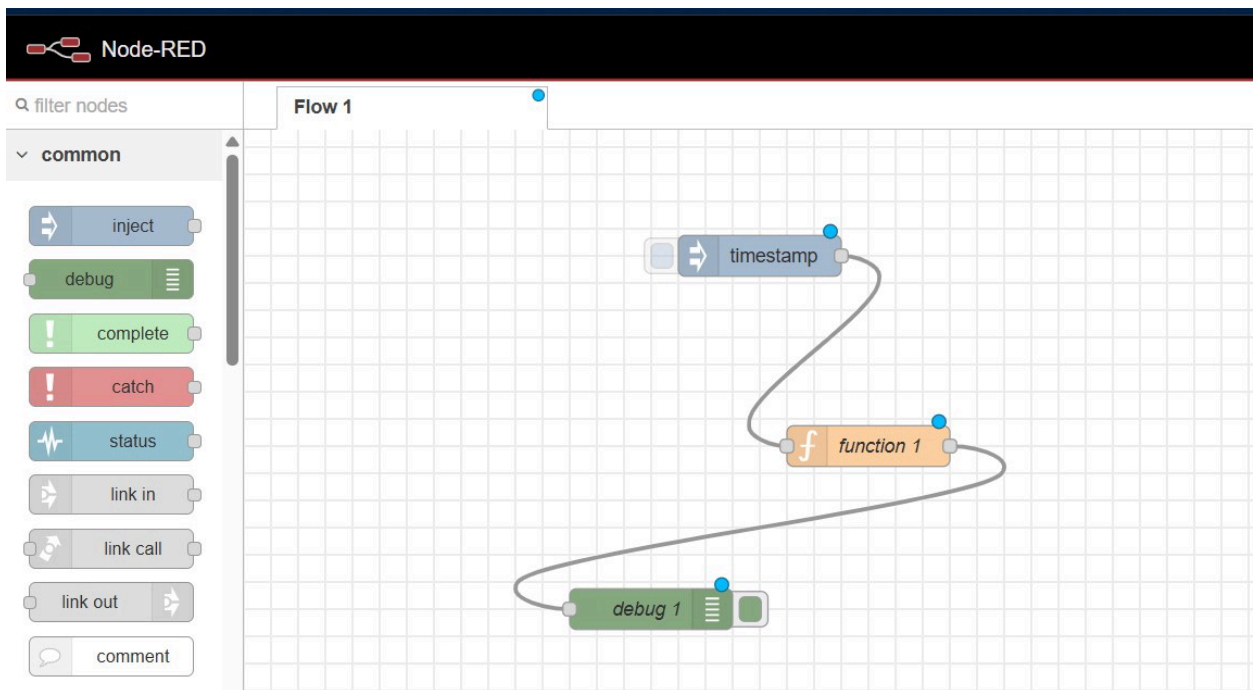 Node-RED
filter nodes
Flow 1
common
inject
debug
complete
catch
status
link in
link call
link out
comment
timestamp
function 1
debug 1